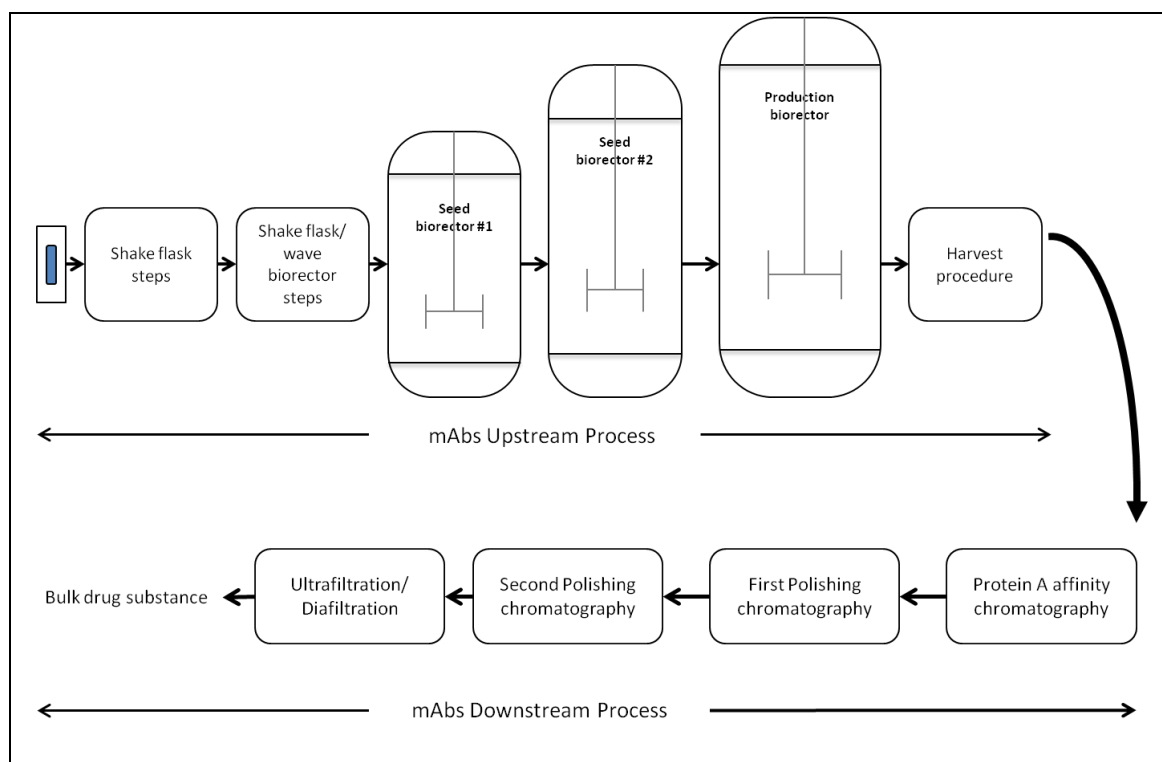 Shake flask
steps
Shake flask/
wave biorector
steps
Seed
biorector #1
Seed
biorector #2
Production
biorector
Harvest
procedure
mAbs Upstream Process
Bulk drug substance
Ultrafiltration/
Diafiltration
Second Polishing
chromatography
First Polishing
chromatography
Protein A affinity
chromatography
mAbs Downstream Process